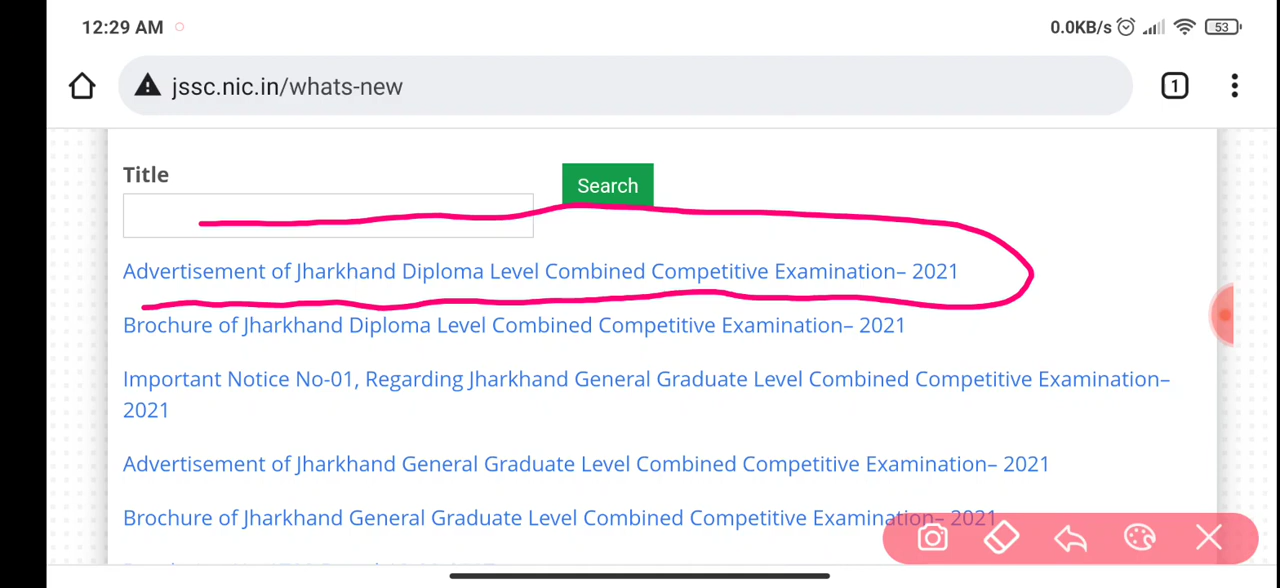 12:29 AM 0.0KB/s 53
jssc.nic.in/whats-new 1
Title
Search
Advertisement of Jharkhand Diploma Level Combined Competitive Examination– 2021
Brochure of Jharkhand Diploma Level Combined Competitive Examination– 2021
Important Notice No-01, Regarding Jharkhand General Graduate Level Combined Competitive Examination–
2021
Advertisement of Jharkhand General Graduate Level Combined Competitive Examination– 2021
Brochure of Jharkhand General Graduate Level Combined Competitive Examination– 2021